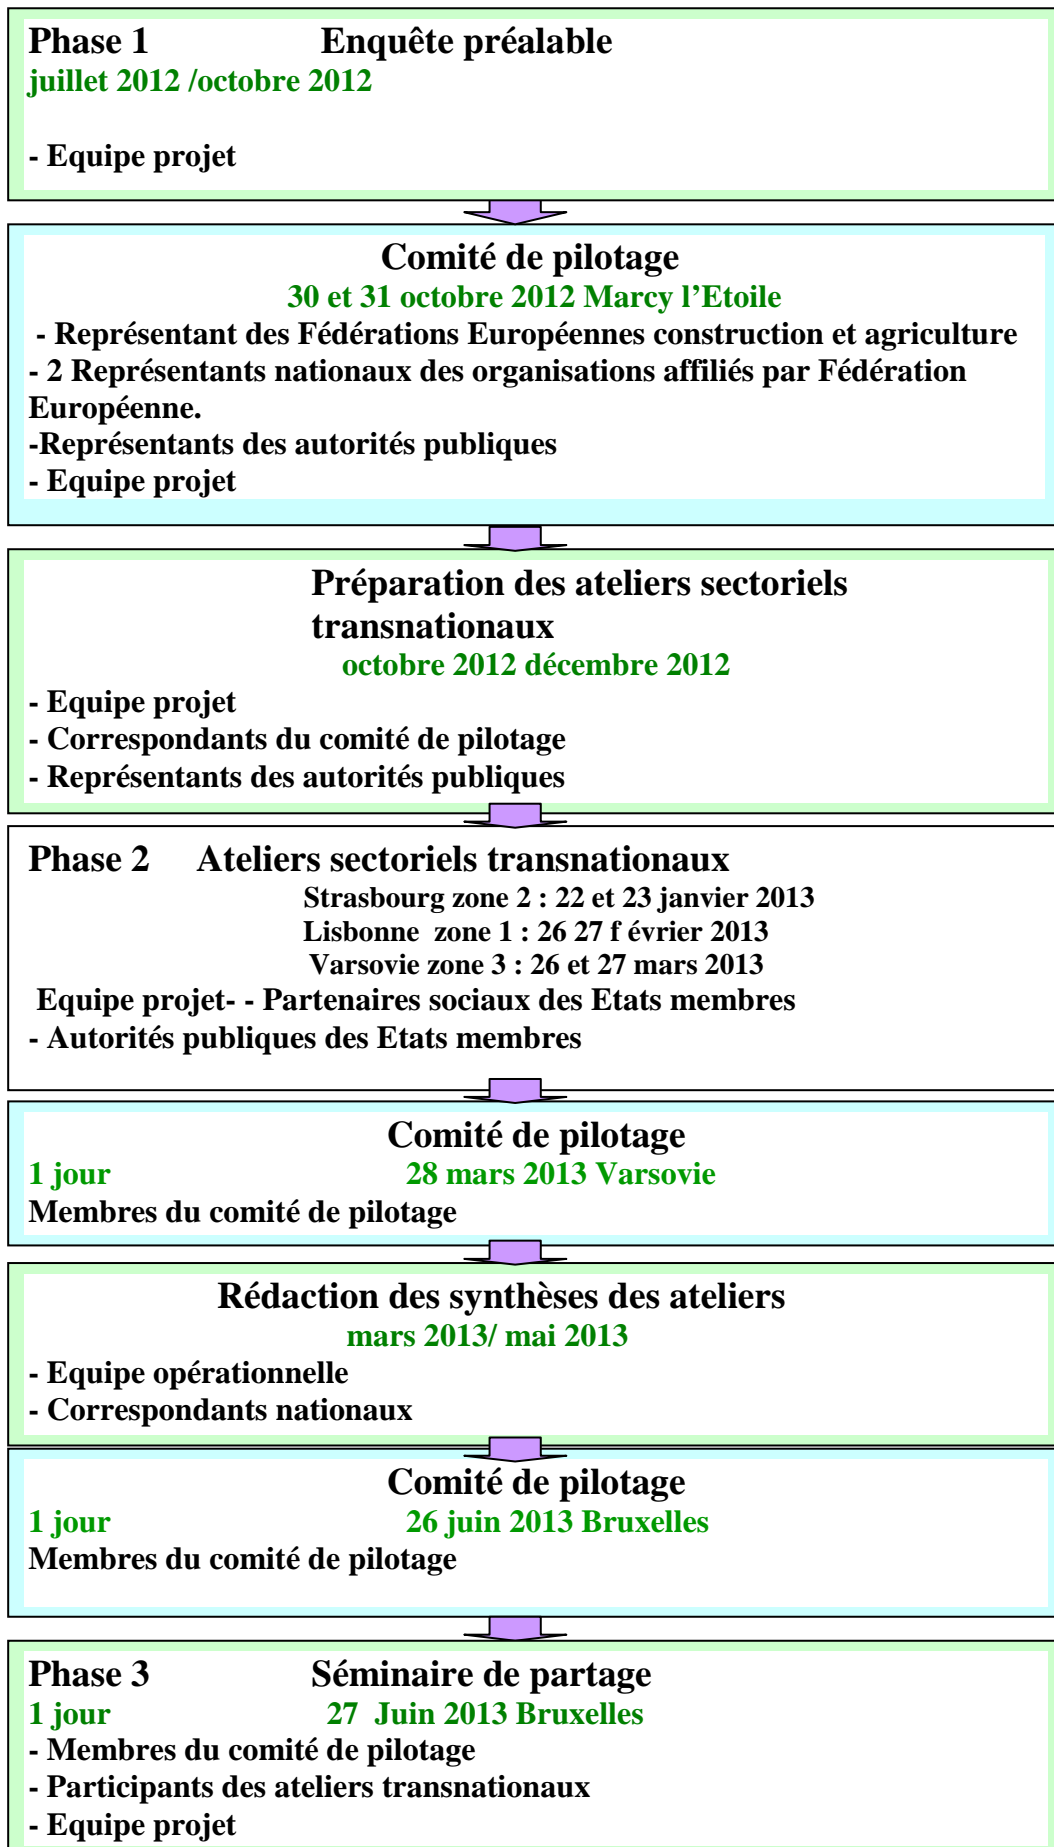 Phase 1 Enquête préalable
juillet 2012 /octobre 2012
- Equipe projet
Comité de pilotage
30 et 31 octobre 2012 Marcy l’Etoile
- Représentant des Fédérations Européennes construction et agriculture
- 2 Représentants nationaux des organisations affiliés par Fédération
Européenne.
-Représentants des autorités publiques
- Equipe projet
Préparation des ateliers sectoriels
transnationaux
octobre 2012 décembre 2012
- Equipe projet
- Correspondants du comité de pilotage
- Représentants des autorités publiques
Phase 2 Ateliers sectoriels transnationaux
Strasbourg zone 2 : 22 et 23 janvier 2013
Lisbonne zone 1 : 26 27 f évrier 2013
Varsovie zone 3 : 26 et 27 mars 2013
Equipe projet- - Partenaires sociaux des Etats membres
- Autorités publiques des Etats membres
Comité de pilotage
1 jour 28 mars 2013 Varsovie
Membres du comité de pilotage
Rédaction des synthèses des ateliers
mars 2013/ mai 2013
- Equipe opérationnelle
- Correspondants nationaux
Comité de pilotage
1 jour 26 juin 2013 Bruxelles
Membres du comité de pilotage
Phase 3 Séminaire de partage
1 jour 27 Juin 2013 Bruxelles
- Membres du comité de pilotage
- Participants des ateliers transnationaux
- Equipe projet